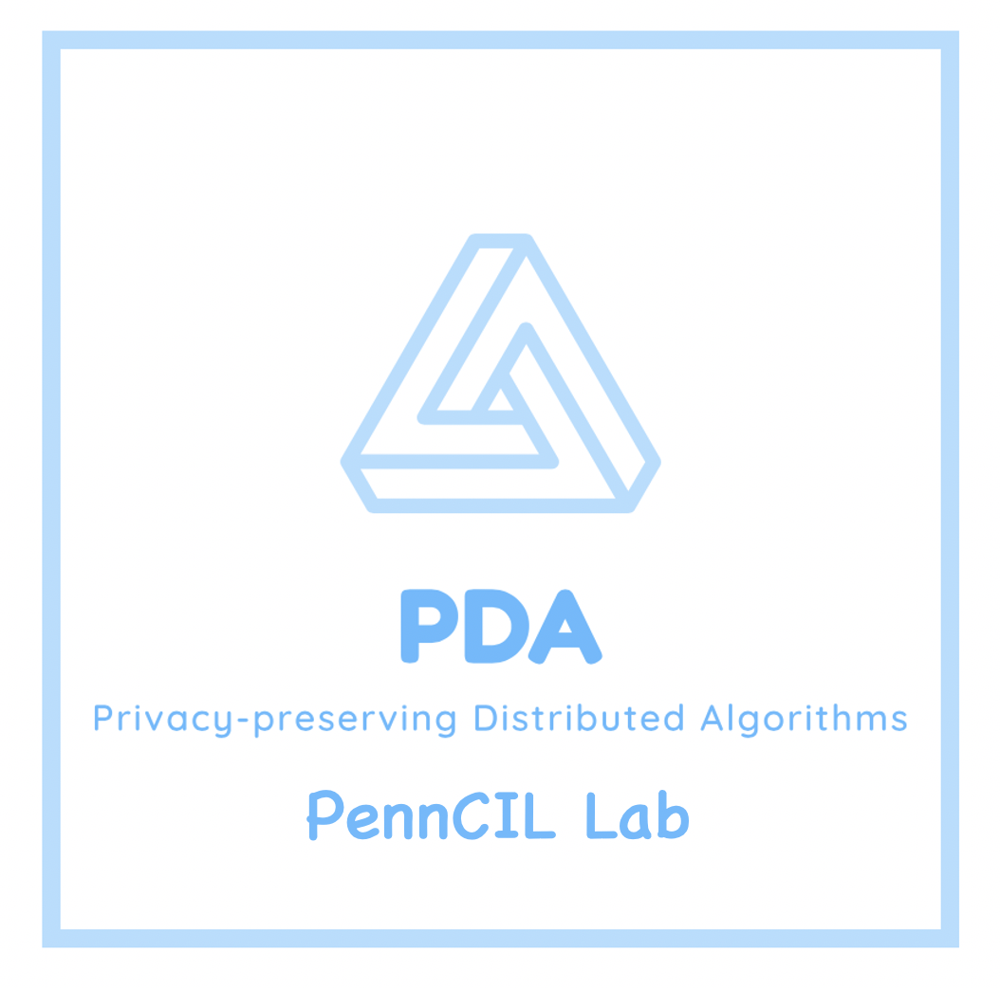 PDA
Privacy-preserving Distributed Algorithms
PennCIL Lab